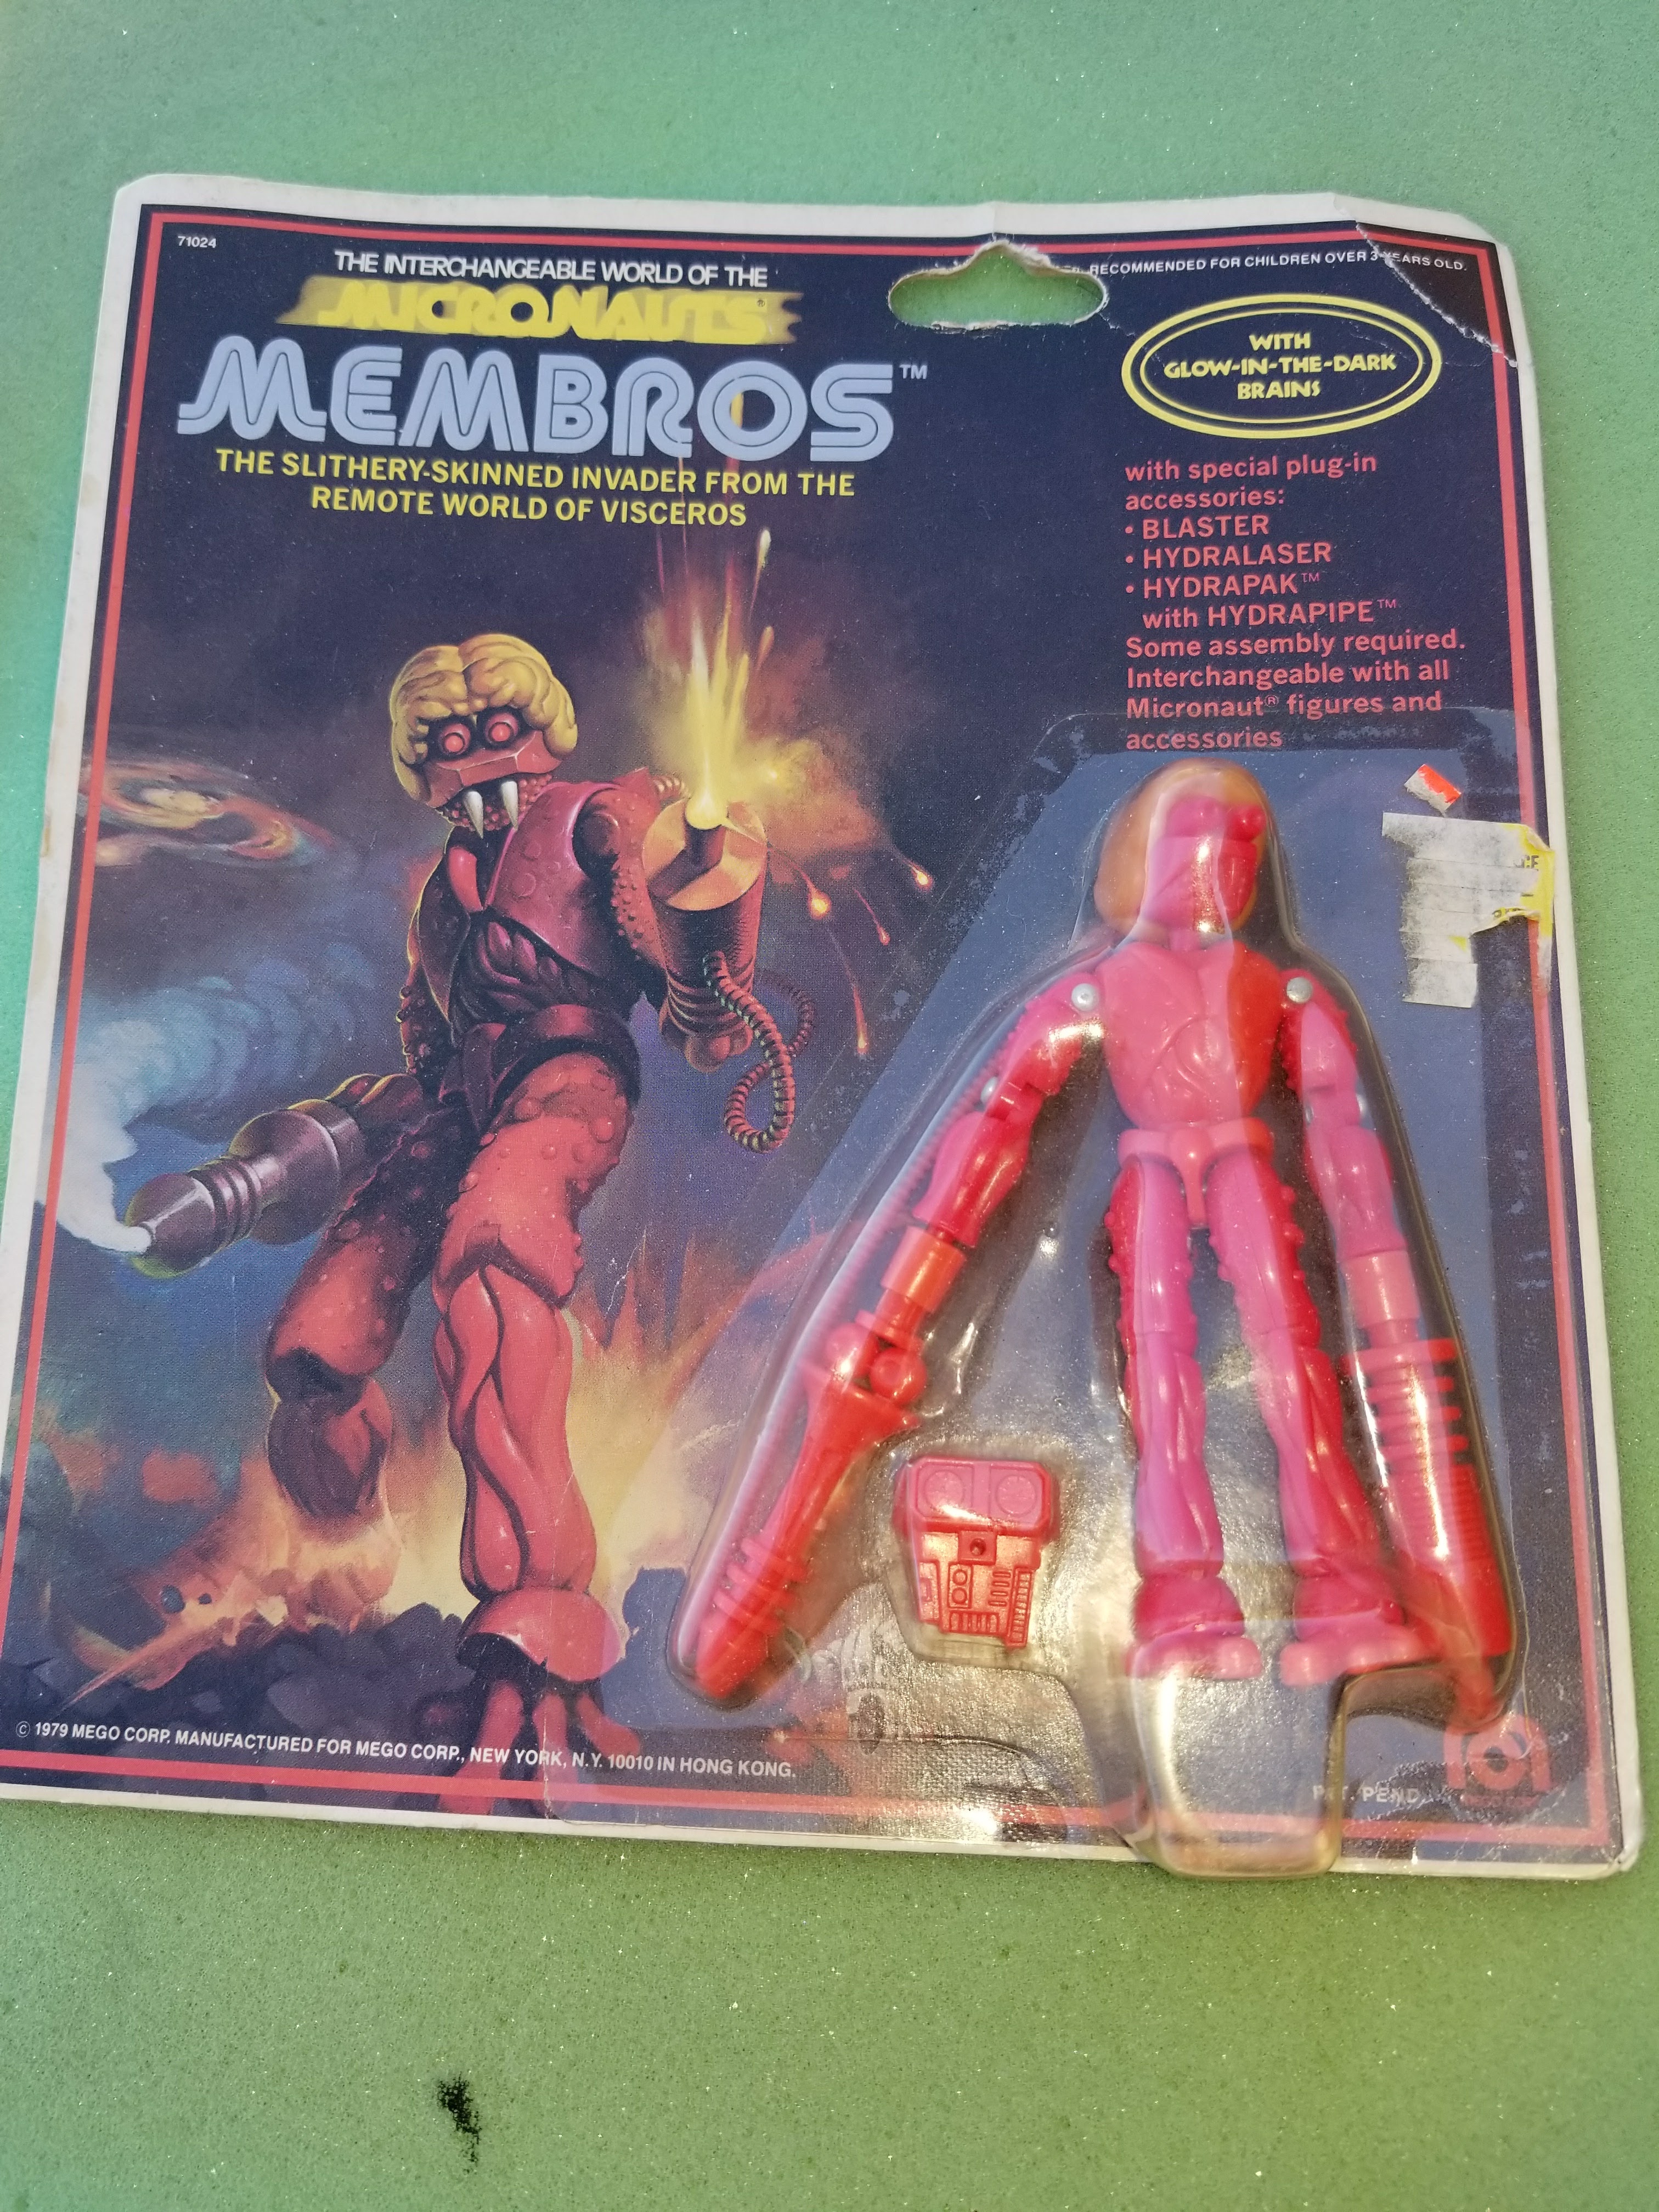 71024
THE INTERCHANGEABLE WORLD OF THE
MICRONAUTS®
MEMBROS™
THE SLITHERY-SKINNED INVADER FROM THE
REMOTE WORLD OF VISCEROS
RECOMMENDED FOR CHILDREN OVER 3 YEARS OLD.
WITH
GLOW-IN-THE-DARK
BRAINS
with special plug-in
accessories:
• BLASTER
• HYDRALASER
• HYDRAPAK™
with HYDRAPIPE™
Some assembly required.
Interchangeable with all
Micronaut® figures and
accessories
© 1979 MEGO CORP. MANUFACTURED FOR MEGO CORP., NEW YORK, N.Y. 10010 IN HONG KONG.
PAT. PEND.